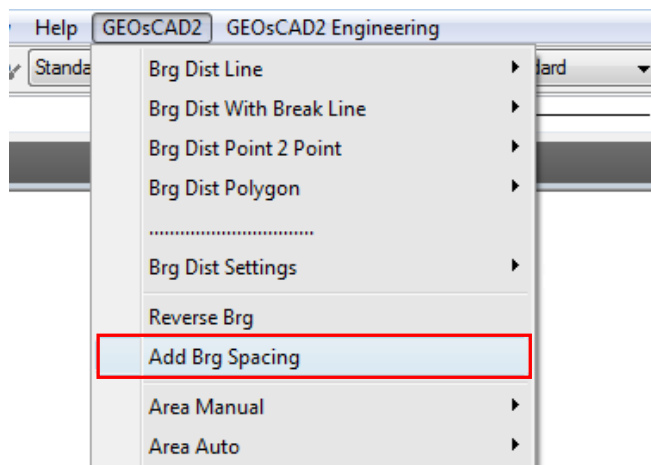 Help GEOsCAD2 GEOsCAD2 Engineering
Standa
Brg Dist Line
Brg Dist With Break Line
Brg Dist Point 2 Point
Brg Dist Polygon
................................
Brg Dist Settings
Reverse Brg
Add Brg Spacing
Area Manual
Area Auto